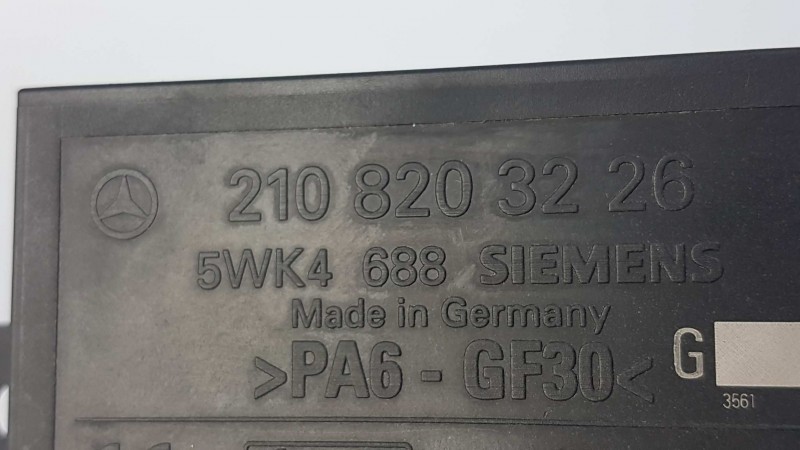 210 820 32 26
5WK4 688 SIEMENS
Made in Germany
>PA6 - GF30<
G
3561